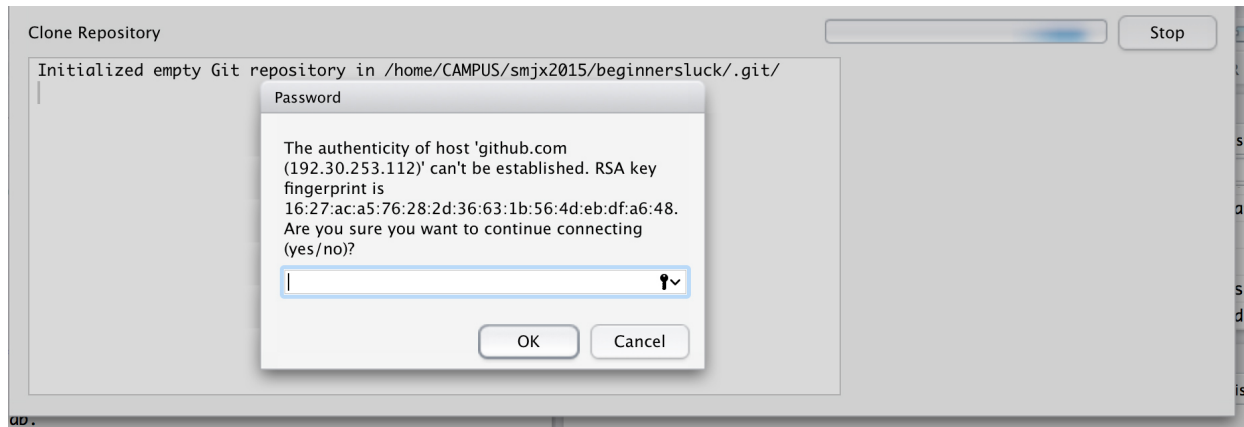 Clone Repository
Stop
Initialized empty Git repository in /home/CAMPUS/smjx2015/beginnersluck/.git/
Password
The authenticity of host 'github.com
(192.30.253.112)' can't be established. RSA key
fingerprint is
16:27:ac:a5:76:28:2d:36:63:1b:56:4d:eb:df:a6:48.
Are you sure you want to continue connecting
(yes/no)?
OK
Cancel